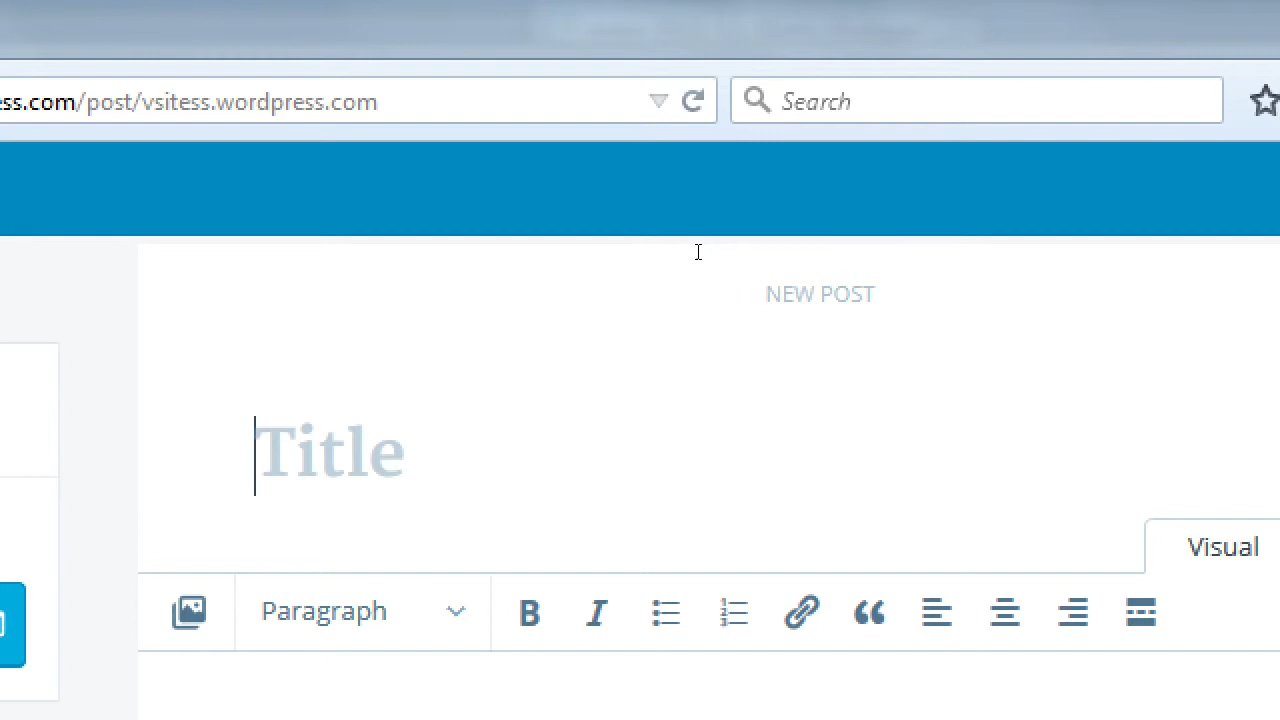 ess.com/post/vsitess.wordpress.com
Search
NEW POST
Title
Visual
Paragraph
B I